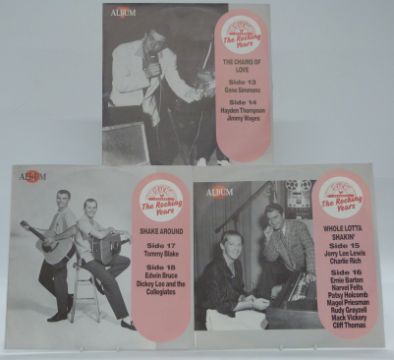 ALBUM
SUN
The Rocking
Years
THE CHAINS OF
LOVE
Side 13
Gene Simmons
Side 14
Hayden Thompson
Jimmy Wages
ALBUM
SUN
The Rocking
Years
SHAKE AROUND
Side 17
Tommy Blake
Side 18
Edwin Bruce
Dickey Lee and the
Collegiates
ALBUM
SUN
The Rocking
Years
WHOLE LOTTA
SHAKIN'
Side 15
Jerry Lee Lewis
Charlie Rich
Side 16
Ernie Barton
Narvel Felts
Patsy Holcomb
Magel Priesman
Rudy Grayzell
Mack Vickery
Cliff Thomas